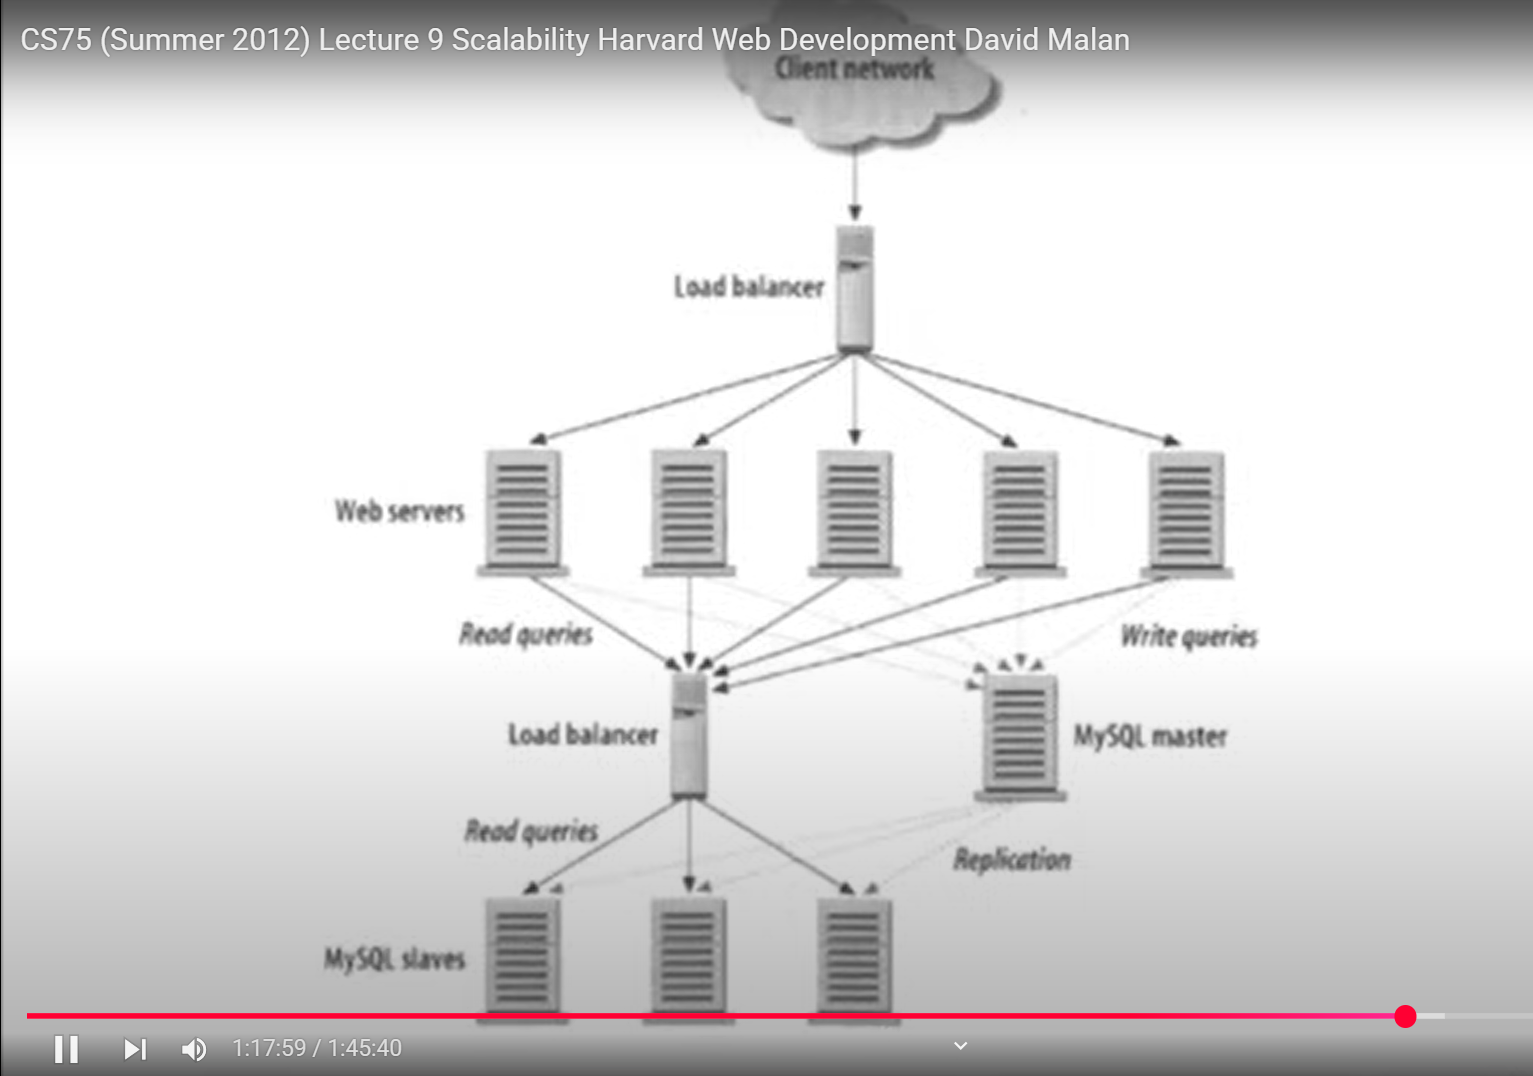 CS75 (Summer 2012) Lecture 9 Scalability Harvard Web Development David Malan
Client network
Load balancer
Web servers
Read queries
Write queries
Load balancer
MySQL master
Read queries
Replication
MySQL slaves
1:17:59 / 1:45:40